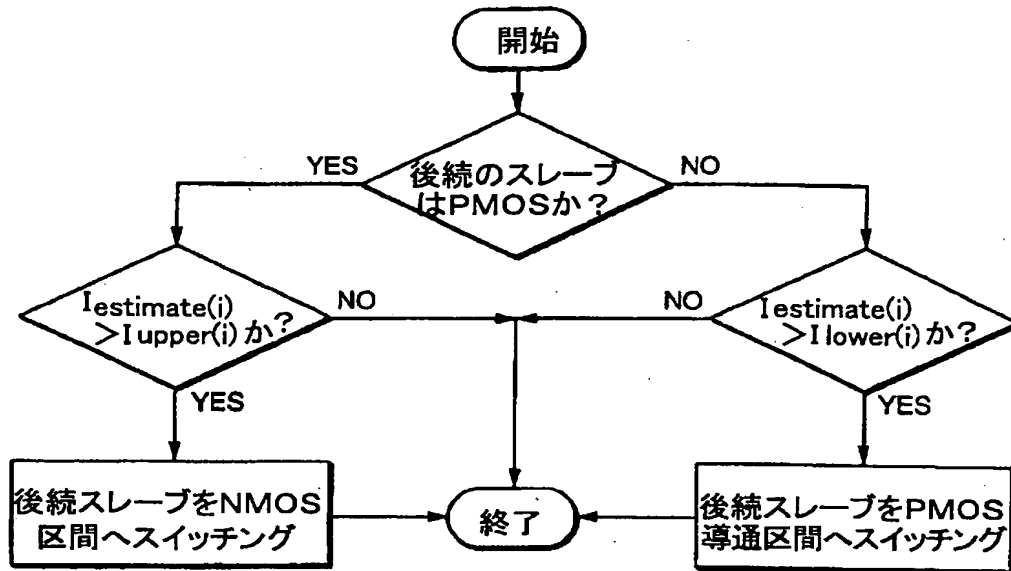 開始
YES
NO
後続のスレーブ
はPMOSか?
Iestimate(i)
>Iupper(i)か?
NO
YES
NO
Iestimate(i)
>Ilower(i)か?
YES
後続スレーブをNMOS
区間へスイッチング
終了
後続スレーブをPMOS
導通区間へスイッチング